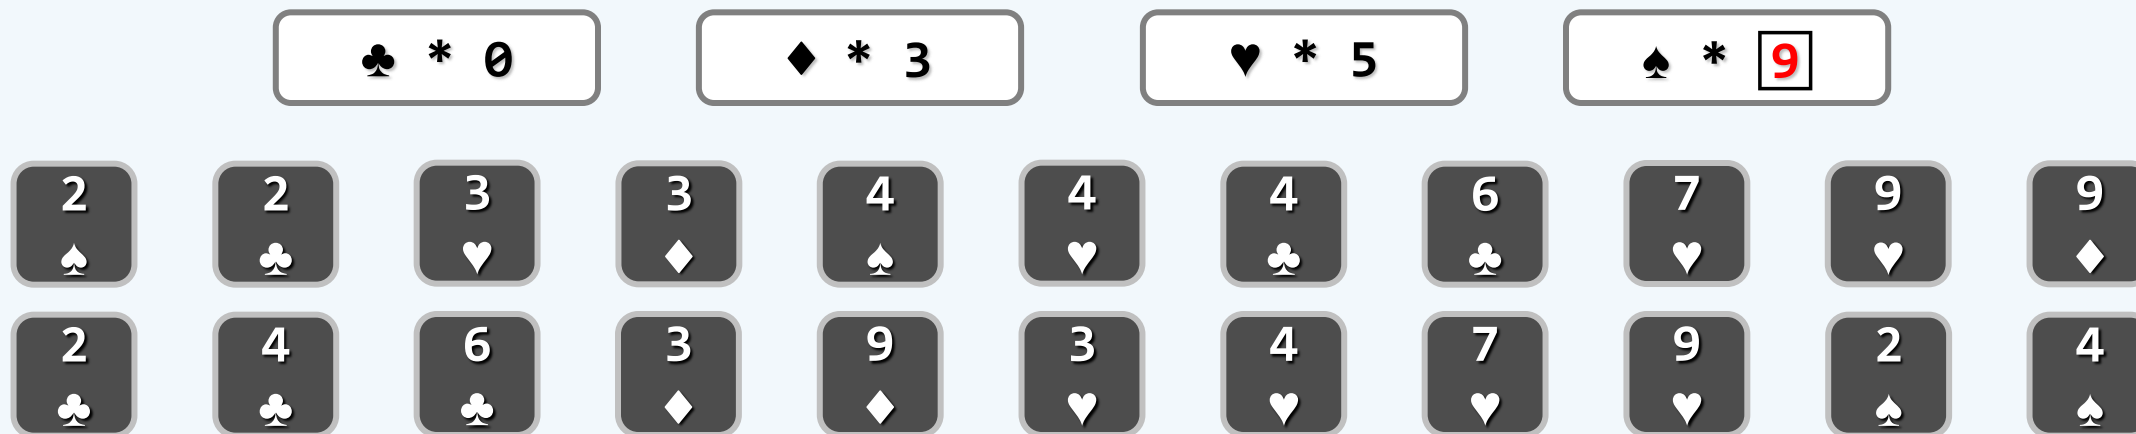 ♣ * 0 ♦ * 3 ♥ * 5 ♠ * 9
2 2 3 3 4 4 4 6 7 9 9
♠ ♣ ♥ ♦ ♠ ♥ ♣ ♣ ♥ ♥ ♦
2 4 6 3 9 3 4 7 9 2 4
♣ ♣ ♣ ♦ ♦ ♥ ♥ ♥ ♥ ♠ ♠